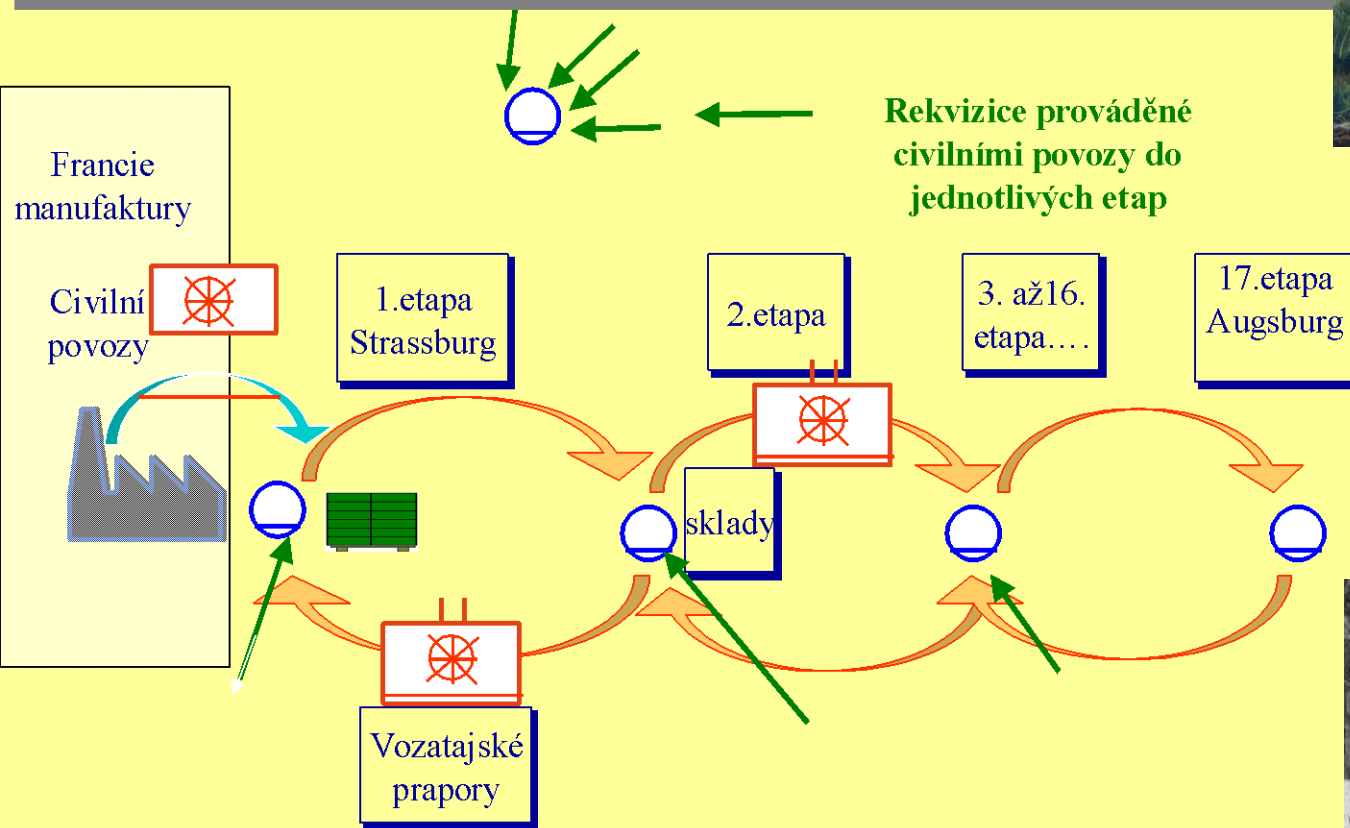 Rekvizice prováděné
civilními povozy do
jednotlivých etap
Francie
manufaktury
Civilní
povozy
1.etapa
Strassburg
2.etapa
3. až16.
etapa....
17.etapa
Augsburg
sklady
Vozatajské
prapory